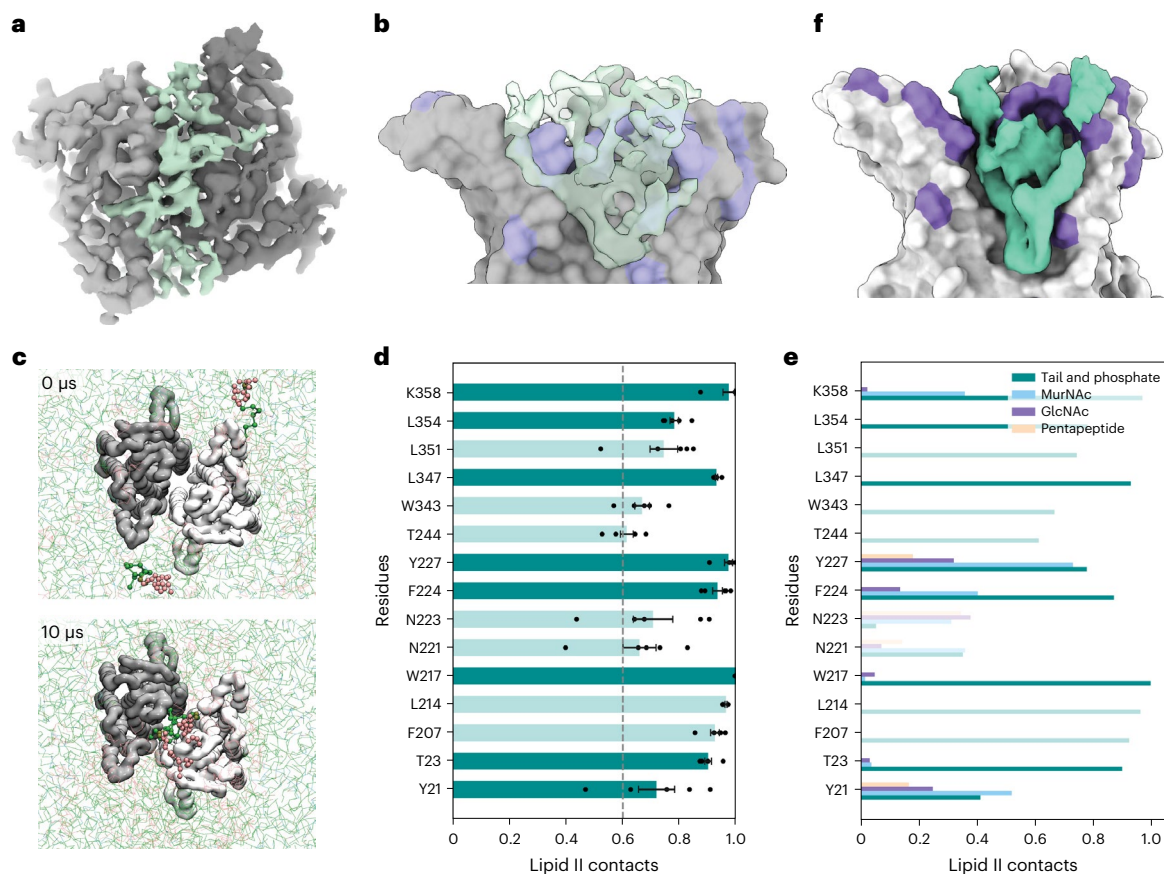 a
b
f
c
0 µs
10 µs
d
Residues
K358
L354
L351
L347
W343
T244
Y227
F224
N223
N221
W217
L214
F207
T23
Y21
0 0.2 0.4 0.6 0.8 1.0
Lipid II contacts
e
Tail and phosphate
MurNAc
GlcNAc
Pentapeptide
Residues
K358
L354
L351
L347
W343
T244
Y227
F224
N223
N221
W217
L214
F207
T23
Y21
0 0.2 0.4 0.6 0.8 1.0
Lipid II contacts